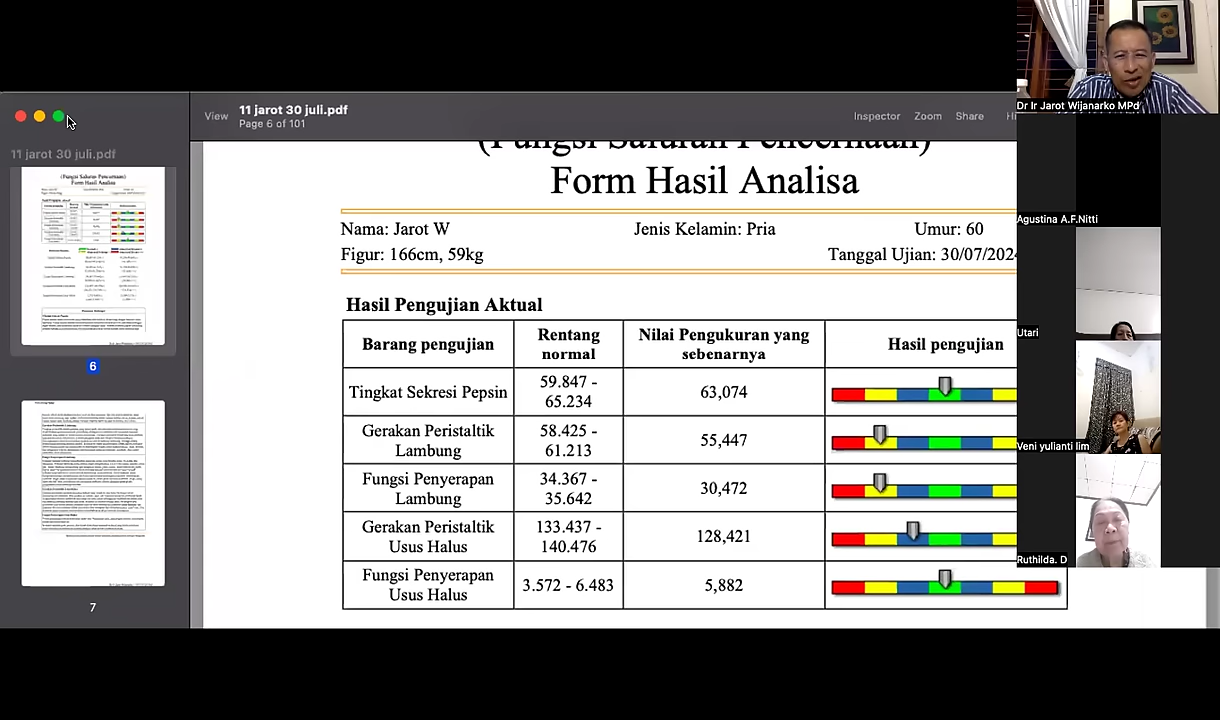 View
11 jarot 30 juli.pdf
Page 6 of 101
Inspector
Zoom
Share
11 jarot 30 juli.pdf
6
7
(Fungsi Saluran Pencernaan)
Form Hasil Analisa
Nama: Jarot W
Jenis Kelamin: Pria
Umur: 60
Figur: 166cm, 59kg
Tanggal Ujian: 30/07/2024
Hasil Pengujian Aktual
Barang pengujian
Rentang normal
Nilai Pengukuran yang sebenarnya
Hasil pengujian
Tingkat Sekresi Pepsin
59.847 - 65.234
63,074
Gerakan Peristaltik Lambung
58.425 - 61.213
55,447
Fungsi Penyerapan Lambung
34.367 - 35.642
30,472
Gerakan Peristaltik Usus Halus
133.437 - 140.476
128,421
Fungsi Penyerapan Usus Halus
3.572 - 6.483
5,882
Dr Ir Jarot Wijanarko MPd
Agustina A.F.Nitti
Utari
Veni yulianti lim
Ruthilda. D